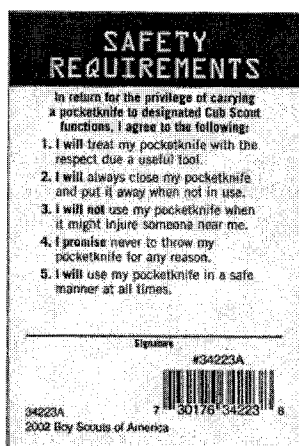 SAFETY
REQUIREMENTS
In return for the privilege of carrying
a pocketknife to designated Cub Scout
functions, I agree to the following:
1. I will treat my pocketknife with the
respect due a useful tool.
2. I will always close my pocketknife
and put it away when not in use.
3. I will not use my pocketknife when
it might injure someone near me.
4. I promise never to throw my
pocketknife for any reason.
5. I will use my pocketknife in a safe
manner at all times.
Signature
#34223A
7 30176 34223 8
34223A
2002 Boy Scouts of America